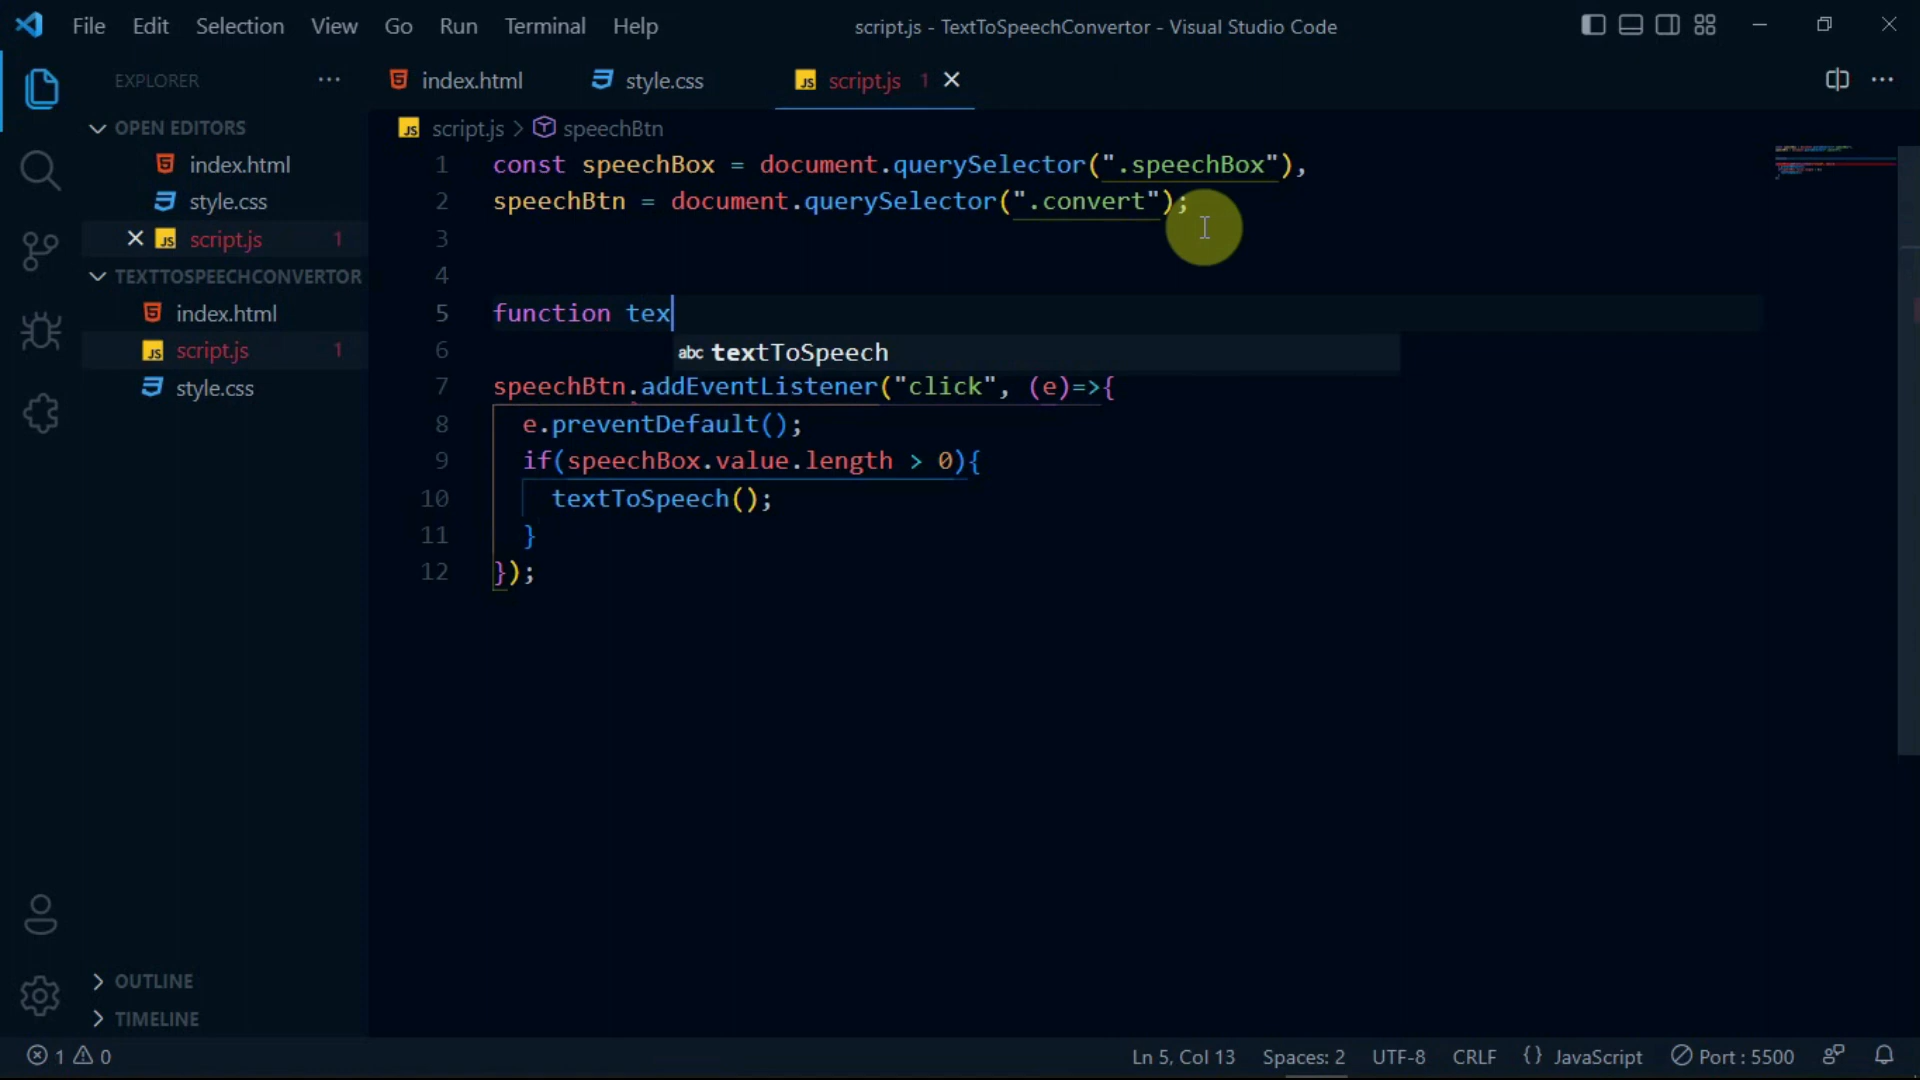 File Edit Selection View Go Run Terminal Help
script.js - TextToSpeechConvertor - Visual Studio Code
EXPLORER ...
index.html
style.css
JS script.js 1
OPEN EDITORS
index.html
style.css
JS script.js 1
TEXTTOSPEECHCONVERTOR
index.html
JS script.js 1
style.css
OUTLINE
TIMELINE
JS script.js > speechBtn
1 const speechBox = document.querySelector(".speechBox"),
2 speechBtn = document.querySelector(".convert");
3
4
5 function tex
abc textToSpeech
6
7 speechBtn.addEventListener("click", (e)=>{
8 e.preventDefault();
9 if(speechBox.value.length > 0){
10 textToSpeech();
11 }
12 });
1 0
Ln 5, Col 13 Spaces: 2 UTF-8 CRLF {} JavaScript Port : 5500